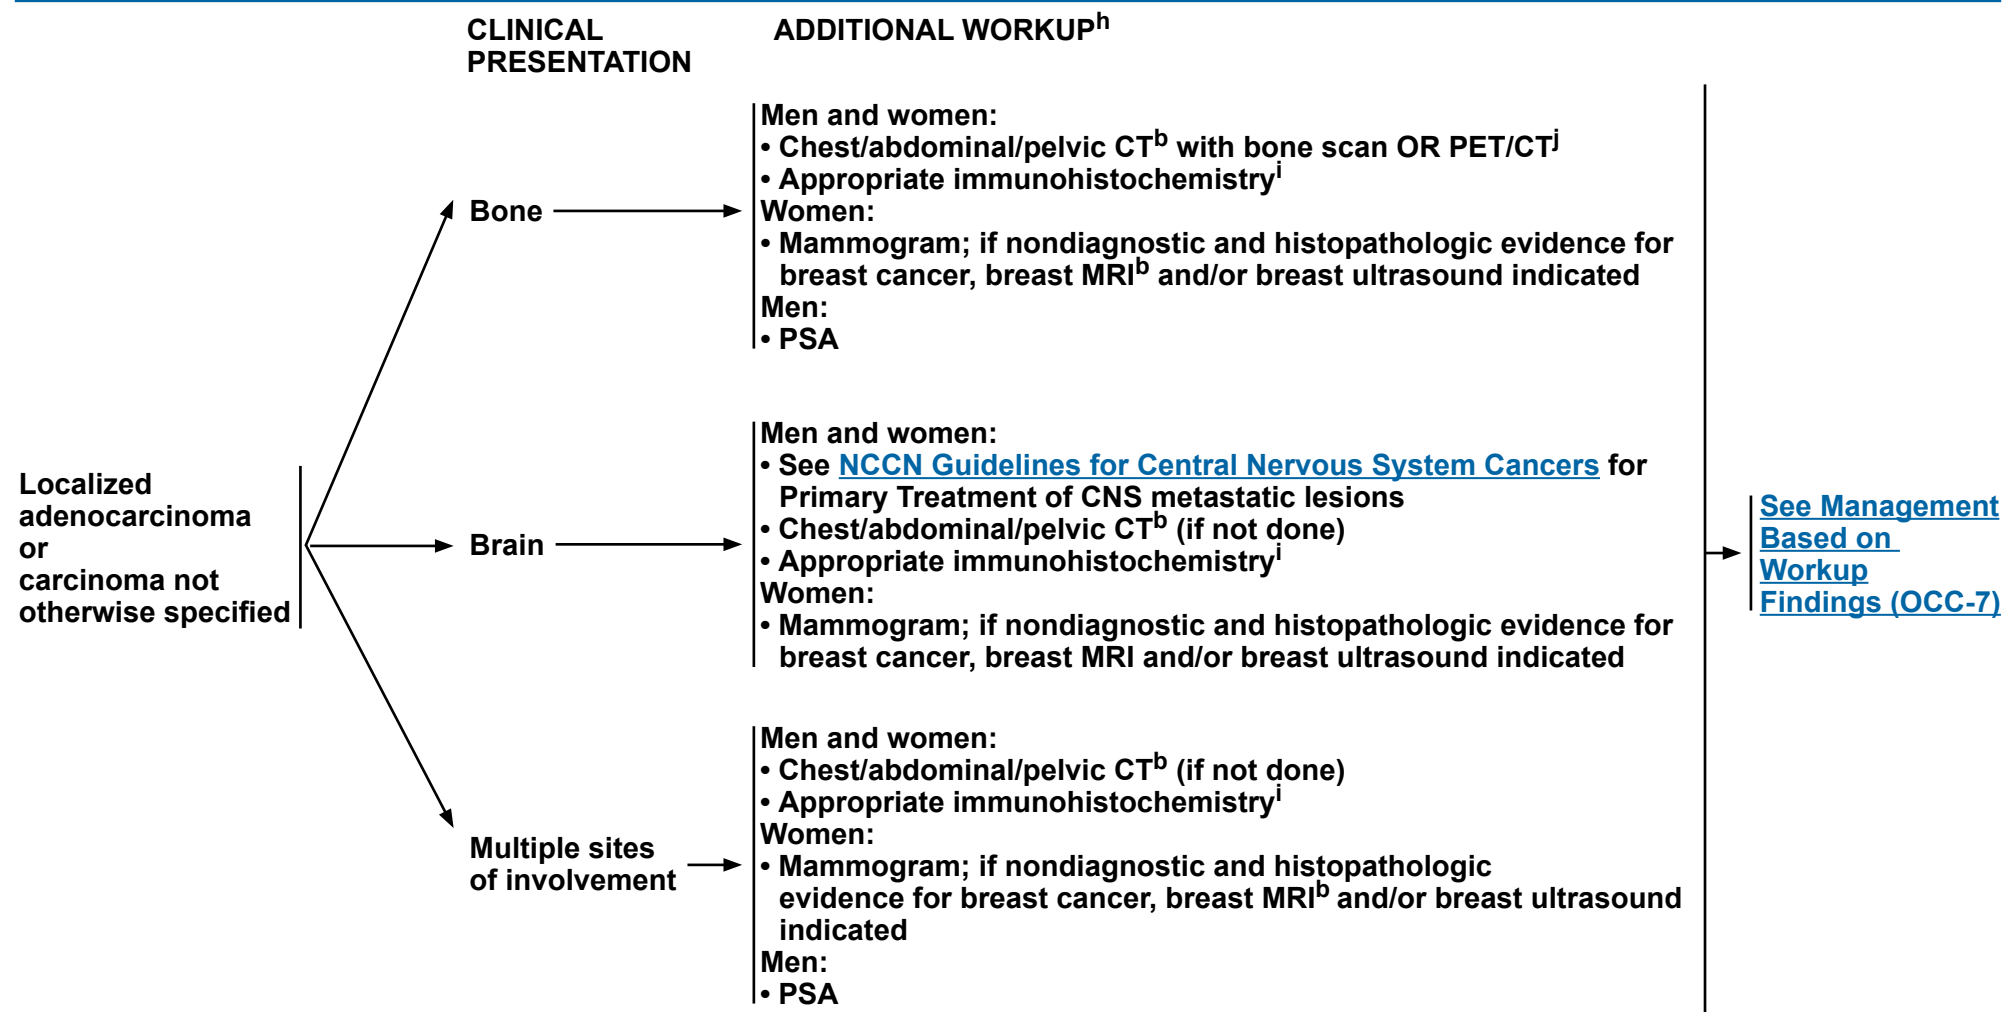 CLINICAL
PRESENTATION
ADDITIONAL WORKUPh
Localized
adenocarcinoma
or
carcinoma not
otherwise specified
Bone
Men and women:
• Chest/abdominal/pelvic CTb with bone scan OR PET/CTj
• Appropriate immunohistochemistryi
Women:
• Mammogram; if nondiagnostic and histopathologic evidence for
breast cancer, breast MRIb and/or breast ultrasound indicated
Men:
• PSA
Brain
Men and women:
• See NCCN Guidelines for Central Nervous System Cancers for
Primary Treatment of CNS metastatic lesions
• Chest/abdominal/pelvic CTb (if not done)
• Appropriate immunohistochemistryi
Women:
• Mammogram; if nondiagnostic and histopathologic evidence for
breast cancer, breast MRI and/or breast ultrasound indicated
Multiple sites
of involvement
Men and women:
• Chest/abdominal/pelvic CTb (if not done)
• Appropriate immunohistochemistryi
Women:
• Mammogram; if nondiagnostic and histopathologic
evidence for breast cancer, breast MRIb and/or breast ultrasound
indicated
Men:
• PSA
See Management
Based on
Workup
Findings (OCC-7)